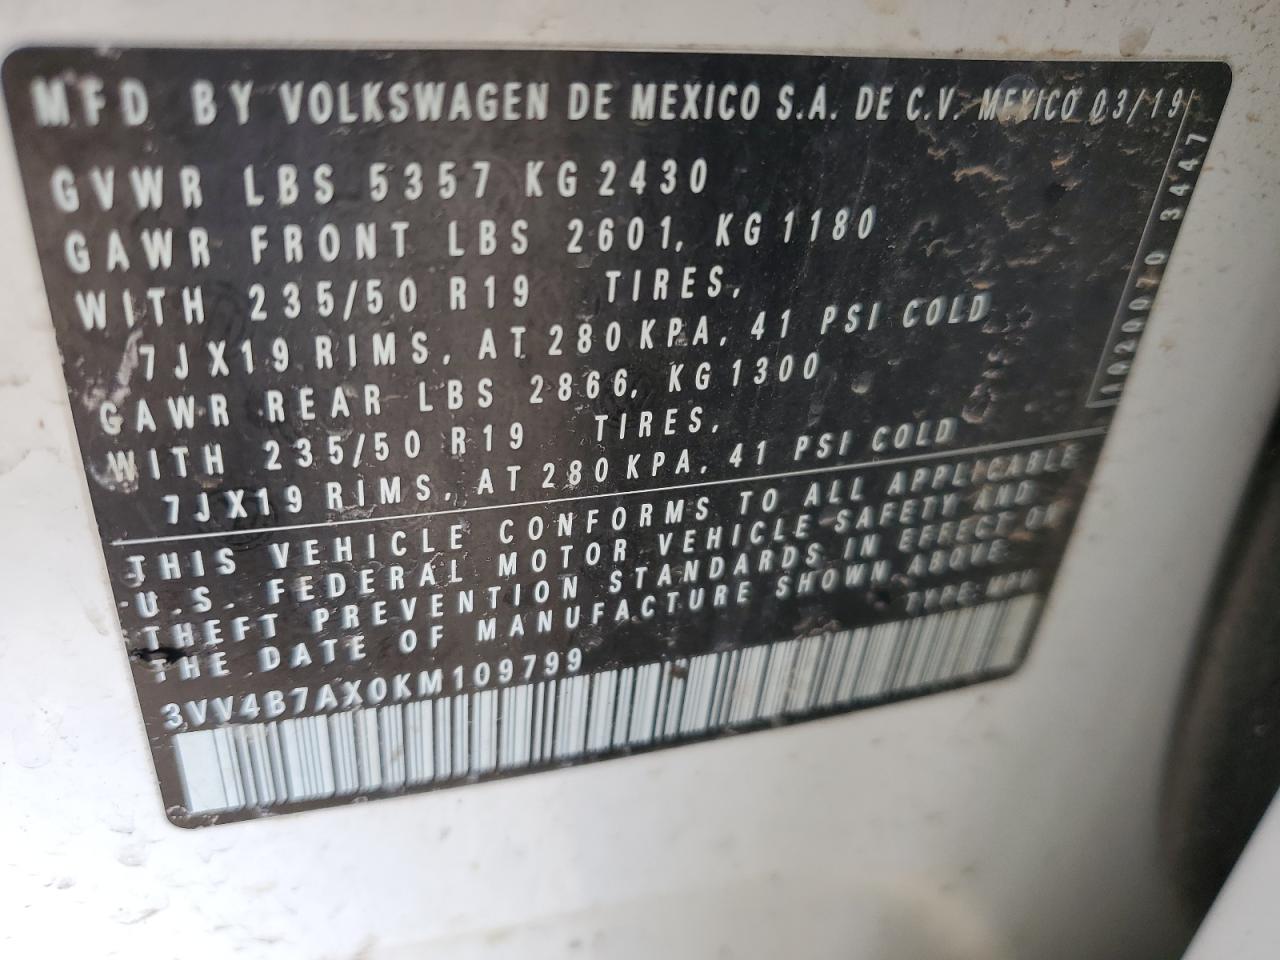 MFD BY VOLKSWAGEN DE MEXICO S.A. DE C.V. MEXICO 03/19
GVWR LBS 5357 KG 2430
GAWR FRONT LBS 2601, KG 1180
WITH 235/50 R19 TIRES,
7JX19 RIMS, AT 280 KPA, 41 PSI COLD
GAWR REAR LBS 2866, KG 1300
WITH 235/50 R19 TIRES,
7JX19 RIMS, AT 280 KPA, 41 PSI COLD
THIS VEHICLE CONFORMS TO ALL APPLICABLE
U.S. FEDERAL MOTOR VEHICLE SAFETY AND
THEFT PREVENTION STANDARDS IN EFFECT ON
THE DATE OF MANUFACTURE SHOWN ABOVE
TYPE: MPV
3VV4B7AX0KM109799
3447